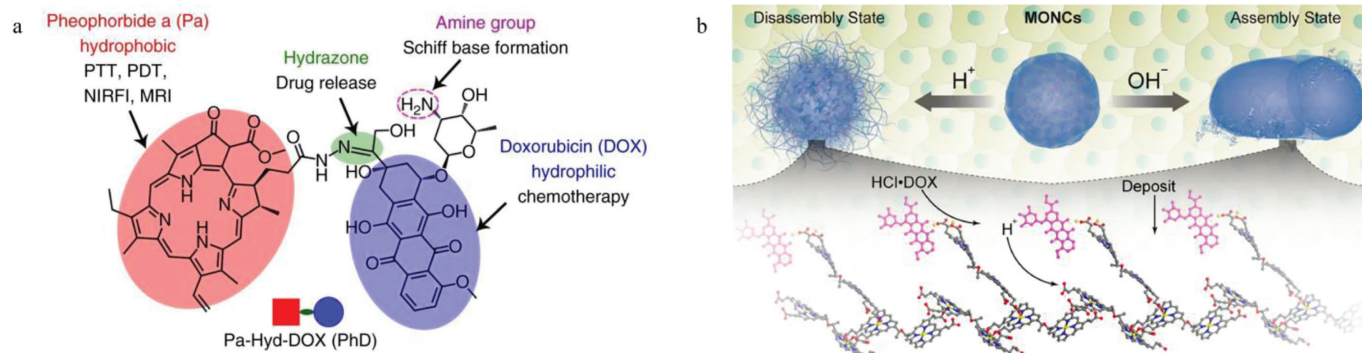 a
Pheophorbide a (Pa)
hydrophobic
PTT, PDT,
NIRFI, MRI
Hydrazone
Drug release
Amine group
Schiff base formation
H₂N
OH
OH
O
O
O
O
N
H
N
HO
O
O
NH
N
N
HN
OH
OH
O
O
HO
O
Doxorubicin (DOX)
hydrophilic
chemotherapy
Pa-Hyd-DOX (PhD)
b
Disassembly State
MONCs
Assembly State
H⁺
OH⁻
HCl•DOX
H⁺
Deposit